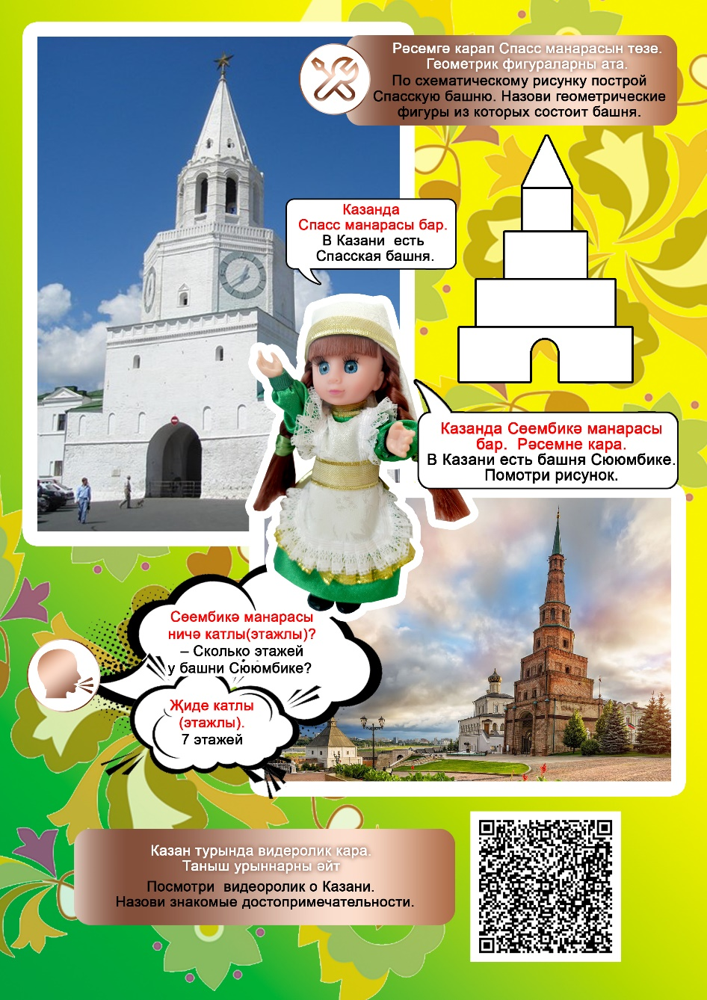 Рәсемгә карап Спасс манарасын төзе.
Геометрик фигураларны ата.
По схематическому рисунку построй
Спасскую башню. Назови геометрические
фигуры из которых состоит башня.
Казанда
Спасс манарасы бар.
В Казани есть
Спасская башня.
Казанда Сөембикә манарасы
бар. Рәсемне кара.
В Казани есть башня Сююмбике.
Помотри рисунок.
Сөембикә манарасы
ничә катлы(этажлы)?
– Сколько этажей
у башни Сююмбике?
Җиде катлы
(этажлы).
7 этажей
Казан турында видеролик кара.
Таныш урыннарны әйт
Посмотри видеоролик о Казани.
Назови знакомые достопримечательности.